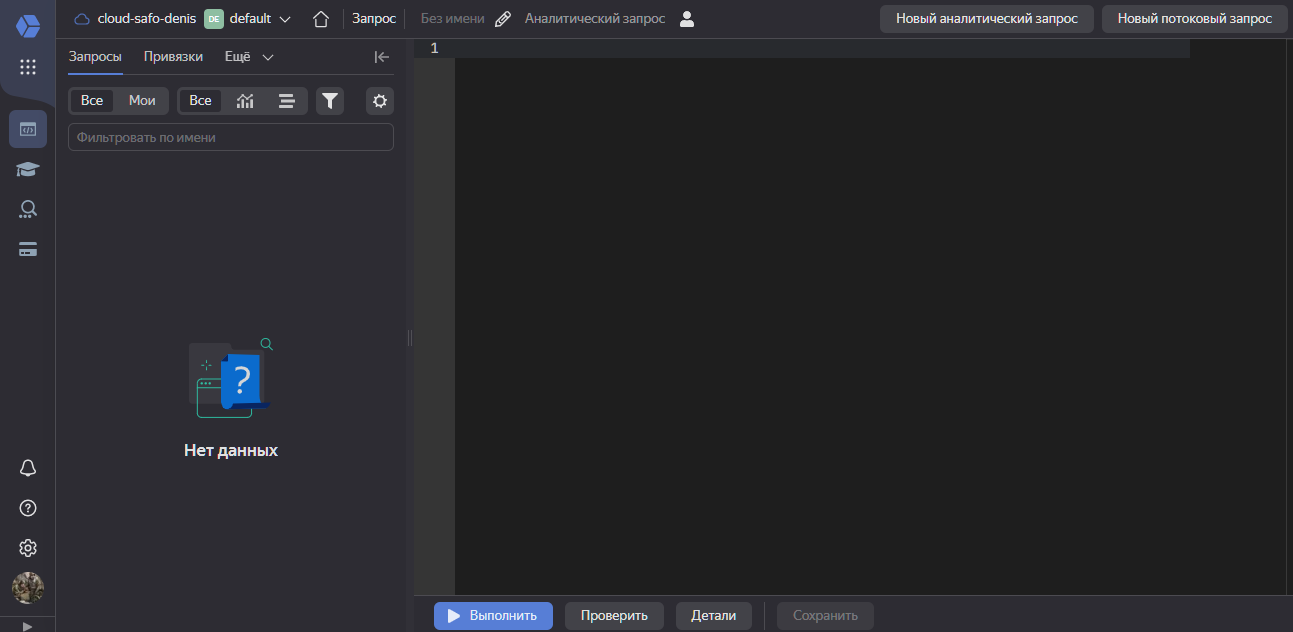 cloud-safo-denis DE default Запрос Без имени Аналитический запрос Новый аналитический запрос Новый потоковый запрос
Запросы Привязки Ещё
Все Мои Все
Фильтровать по имени
1
?
Нет данных
Выполнить Проверить Детали Сохранить